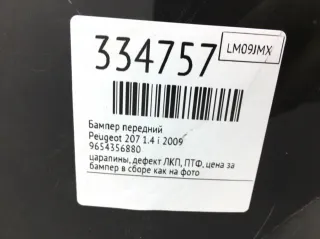 334757
LM09JMX
Бампер передний
Peugeot 207 1.4 i 2009
9654356880
царапины, дефект ЛКП, ПТФ, цена за
бампер в сборе как на фото